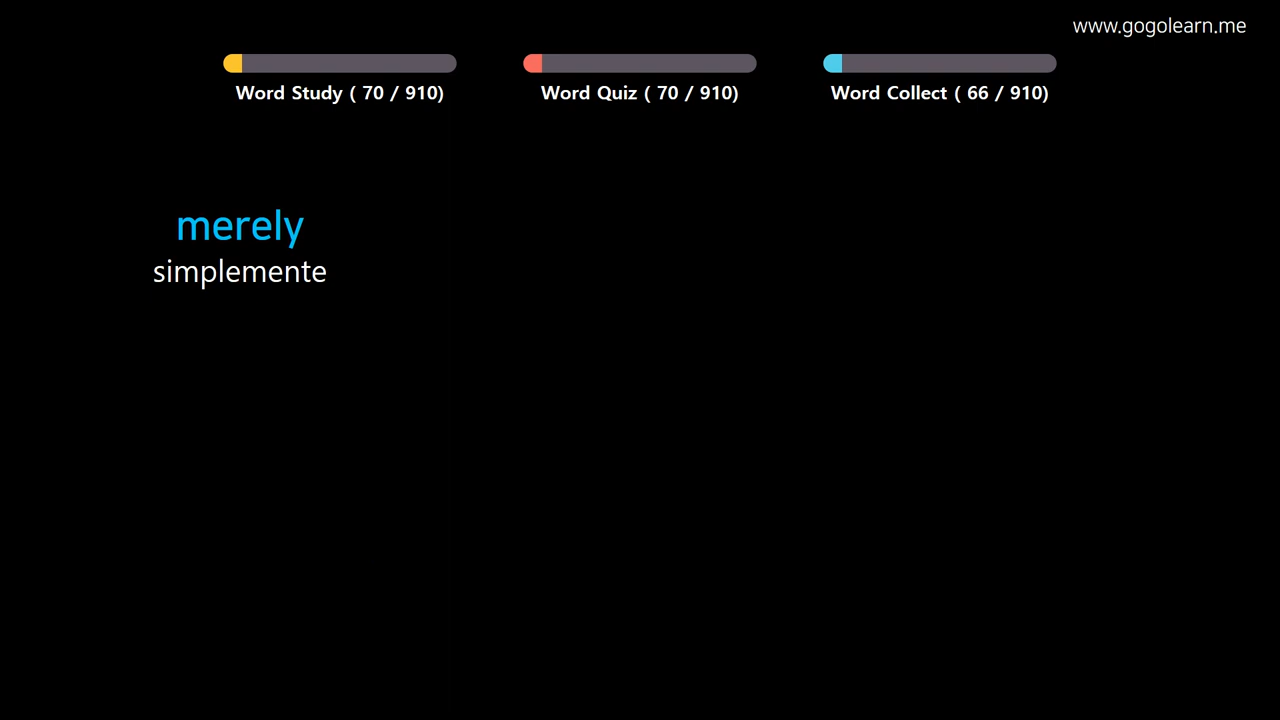 www.gogolearn.me
Word Study ( 70 / 910)
Word Quiz ( 70 / 910)
Word Collect ( 66 / 910)
merely
simplemente